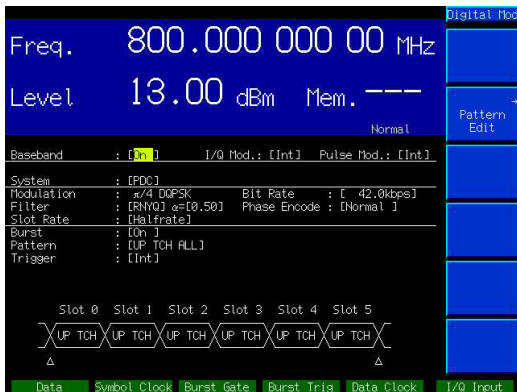 Digital Mod
Freq. 800.000 000 00 MHz
Level 13.00 dBm Mem. ---
Normal
Pattern Edit
Baseband : [On ] I/Q Mod.: [Int] Pulse Mod.: [Int]
System : [PDC]
Modulation : π/4 DQPSK Bit Rate : [ 42.0kbps]
Filter : [RNYQ] α=[0.50] Phase Encode : [Normal ]
Slot Rate : [Halfrate]
Burst : [On ]
Pattern : [UP TCH ALL]
Trigger : [Int]
Slot 0 Slot 1 Slot 2 Slot 3 Slot 4 Slot 5
UP TCH UP TCH UP TCH UP TCH UP TCH UP TCH
Data Symbol Clock Burst Gate Burst Trig Data Clock I/Q Input